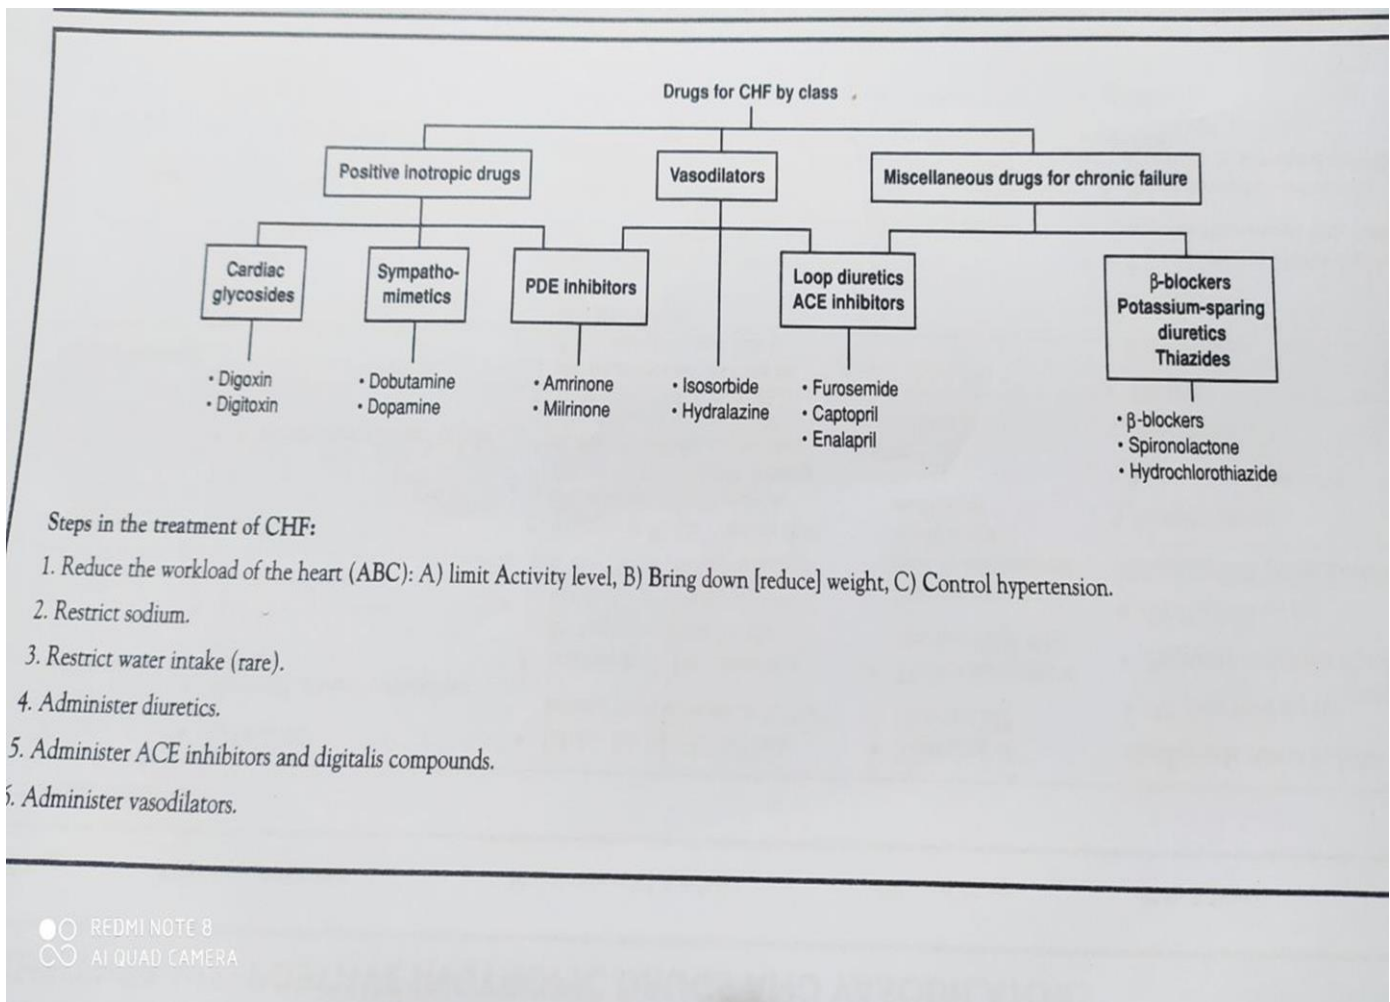 Drugs for CHF by class
Positive inotropic drugs
Vasodilators
Miscellaneous drugs for chronic failure
Cardiac
glycosides
Sympatho-
mimetics
PDE inhibitors
Loop diuretics
ACE inhibitors
β-blockers
Potassium-sparing
diuretics
Thiazides
• Digoxin
• Digitoxin
• Dobutamine
• Dopamine
• Amrinone
• Milrinone
• Isosorbide
• Hydralazine
• Furosemide
• Captopril
• Enalapril
• β-blockers
• Spironolactone
• Hydrochlorothiazide
Steps in the treatment of CHF:
1. Reduce the workload of the heart (ABC): A) limit Activity level, B) Bring down [reduce] weight, C) Control hypertension.
2. Restrict sodium.
3. Restrict water intake (rare).
4. Administer diuretics.
5. Administer ACE inhibitors and digitalis compounds.
6. Administer vasodilators.
REDMI NOTE 8
AI QUAD CAMERA